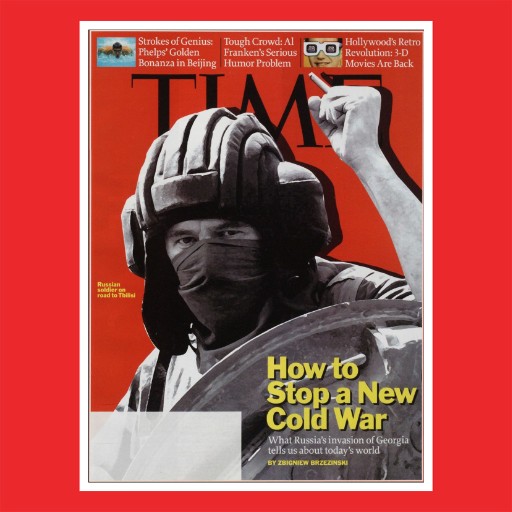 Strokes of Genius:
Phelps' Golden
Bonanza in Beijing
Tough Crowd: Al
Franken's Serious
Humor Problem
Hollywood's Retro
Revolution: 3-D
Movies Are Back
TIME
Russian
soldier on
road to Tbilisi
How to
Stop a New
Cold War
What Russia's invasion of Georgia
tells us about today's world
BY ZBIGNIEW BRZEZINSKI